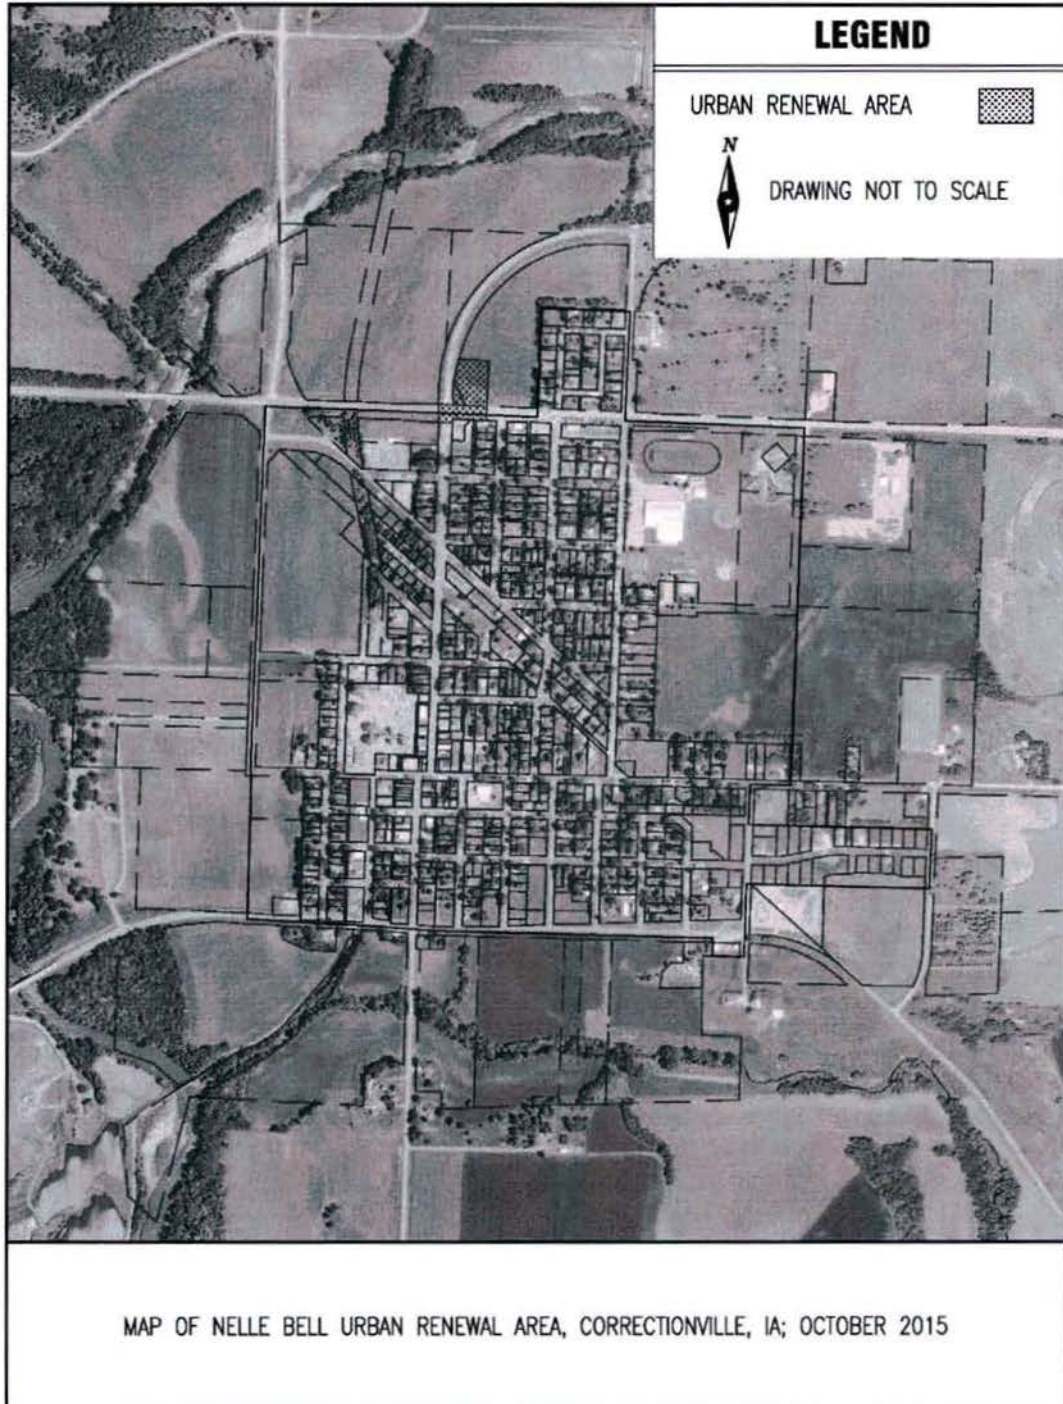 LEGEND
URBAN RENEWAL AREA
N
DRAWING NOT TO SCALE
MAP OF NELLE BELL URBAN RENEWAL AREA, CORRECTIONVILLE, IA; OCTOBER 2015